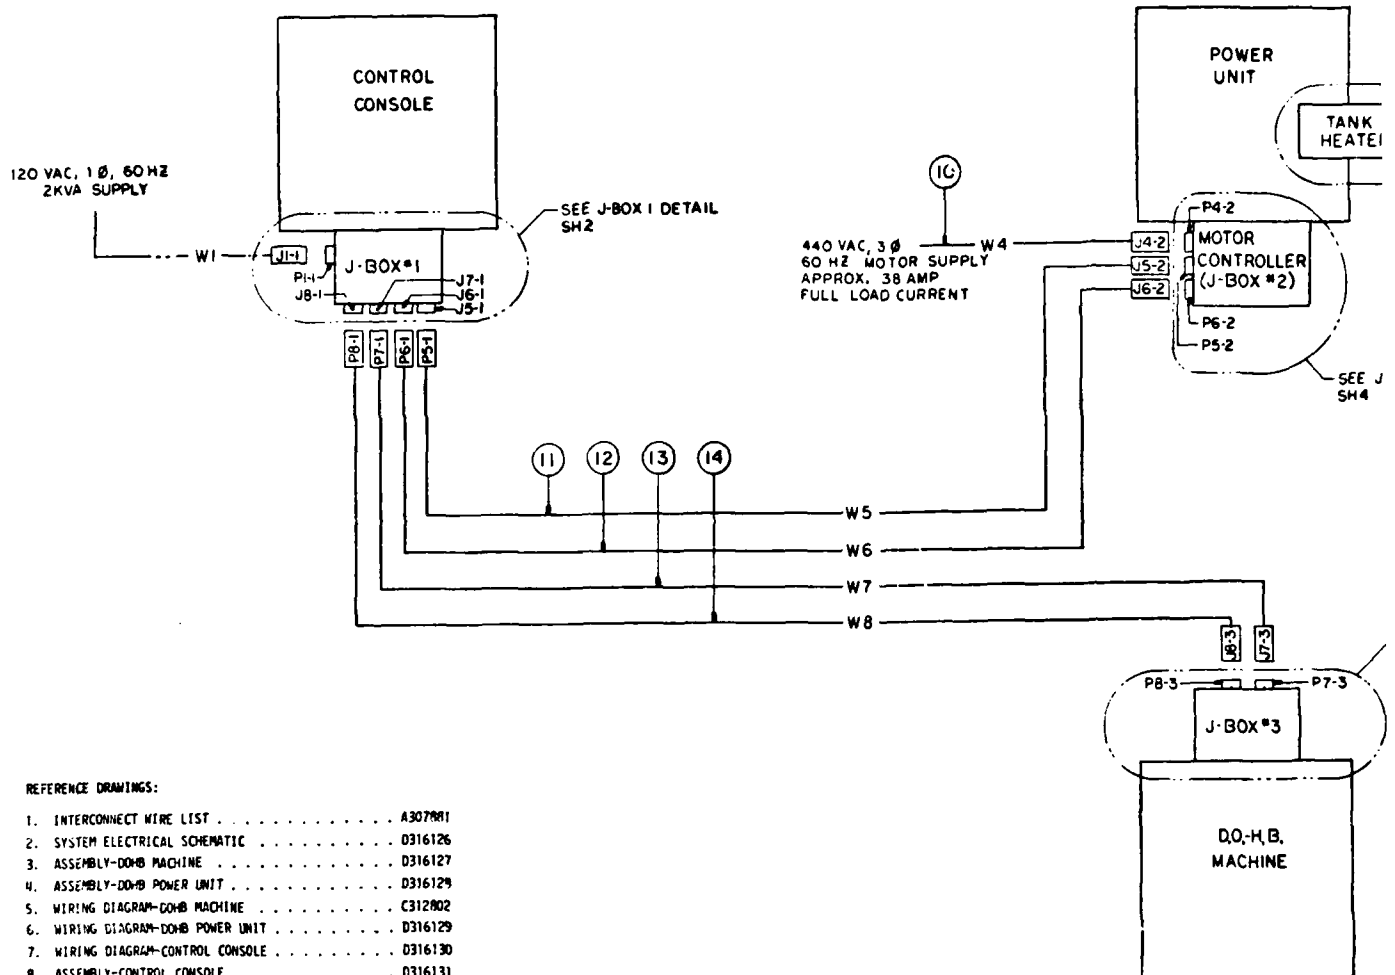 CONTROL
CONSOLE
POWER
UNIT
TANK
HEATE
120 VAC, 1 Ø, 60 HZ
2KVA SUPPLY
W1
J1-1
P1-1
J-BOX #1
J8-1
J7-1
J6-1
J5-1
SEE J-BOX 1 DETAIL
SH2
P8-1
P7-1
P6-1
P5-1
10
440 VAC, 3 Ø
60 HZ MOTOR SUPPLY
APPROX. 38 AMP
FULL LOAD CURRENT
W4
J4-2
J5-2
J6-2
P4-2
MOTOR
CONTROLLER
(J-BOX #2)
P6-2
P5-2
SEE J
SH4
11
12
13
14
W5
W6
W7
W8
J8-3
J7-3
P8-3
P7-3
J-BOX #3
D.O.-H.B.
MACHINE
REFERENCE DRAWINGS:
1. INTERCONNECT WIRE LIST . . . . . . . . . . . . . A307881
2. SYSTEM ELECTRICAL SCHEMATIC . . . . . . . . . . . D316126
3. ASSEMBLY-DOHB MACHINE . . . . . . . . . . . . . D316127
4. ASSEMBLY-DOHB POWER UNIT . . . . . . . . . . . .
5. WIRING DIAGRAM-DOHB MACHINE . . . . . . . . . . C312802
6. WIRING DIAGRAM-DOHB POWER UNIT . . . . . . . . . D316129
7. WIRING DIAGRAM-CONTROL CONSOLE . . . . . . . . . D316130
8. ASSEMBLY-CONTROL CONSOLE . . . . . . . . . . . . D316131